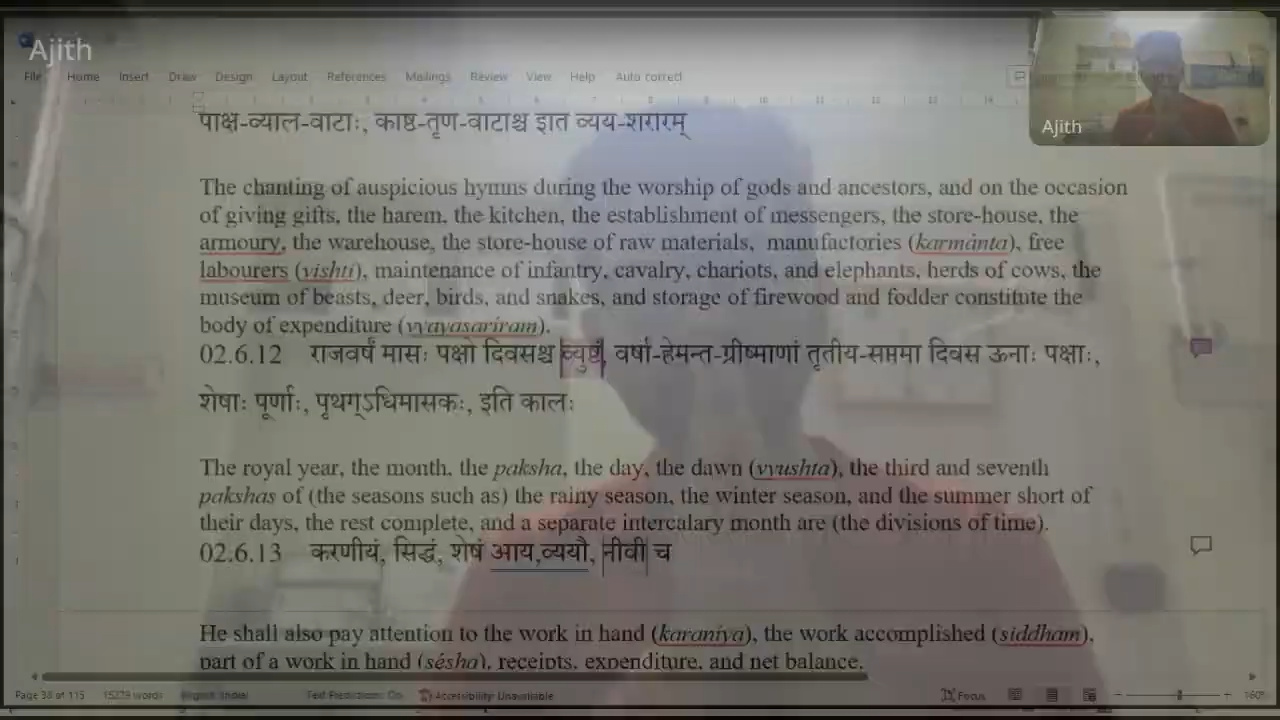 Ajith
File Home Insert Draw Design Layout References Mailings Review View Help Auto correct
Ajith
पाक्ष-व्याल-वाटाः, काष्ठ-तृण-वाटाश्च इात व्यय-शरीरम्
The chanting of auspicious hymns during the worship of gods and ancestors, and on the occasion
of giving gifts, the harem, the kitchen, the establishment of messengers, the store-house, the
armoury, the warehouse, the store-house of raw materials, manufactories (karmánta), free
labourers (vishti), maintenance of infantry, cavalry, chariots, and elephants, herds of cows, the
museum of beasts, deer, birds, and snakes, and storage of firewood and fodder constitute the
body of expenditure (vyayasaríram).
02.6.12 राजवर्षं मासः पक्षो दिवसश्च व्युष्टं, वर्षा-हेमन्त-ग्रीष्माणां तृतीय-सप्तमा दिवस ऊनाः पक्षाः,
शेषाः पूर्णाः, पृथग्ऽधिमासकः, इति कालः
The royal year, the month, the paksha, the day, the dawn (vyushta), the third and seventh
pakshas of (the seasons such as) the rainy season, the winter season, and the summer short of
their days, the rest complete, and a separate intercalary month are (the divisions of time).
02.6.13 करणीयं, सिद्धं, शेषं आय,व्ययौ, नीवी च
He shall also pay attention to the work in hand (karaniya), the work accomplished (siddham),
part of a work in hand (sésha), receipts, expenditure, and net balance.
Page 38 of 115 15279 words English (India) Text Predictions: On Accessibility: Unavailable Focus 160%